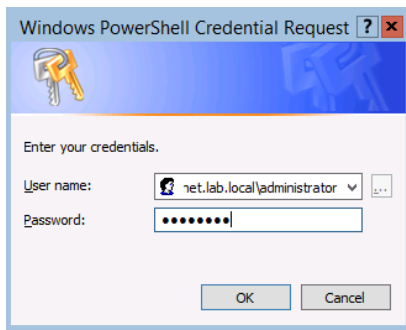 Windows PowerShell Credential Request ? x
Enter your credentials.
User name: net.lab.local\administrator
Password: ●●●●●●●●
...
OK Cancel